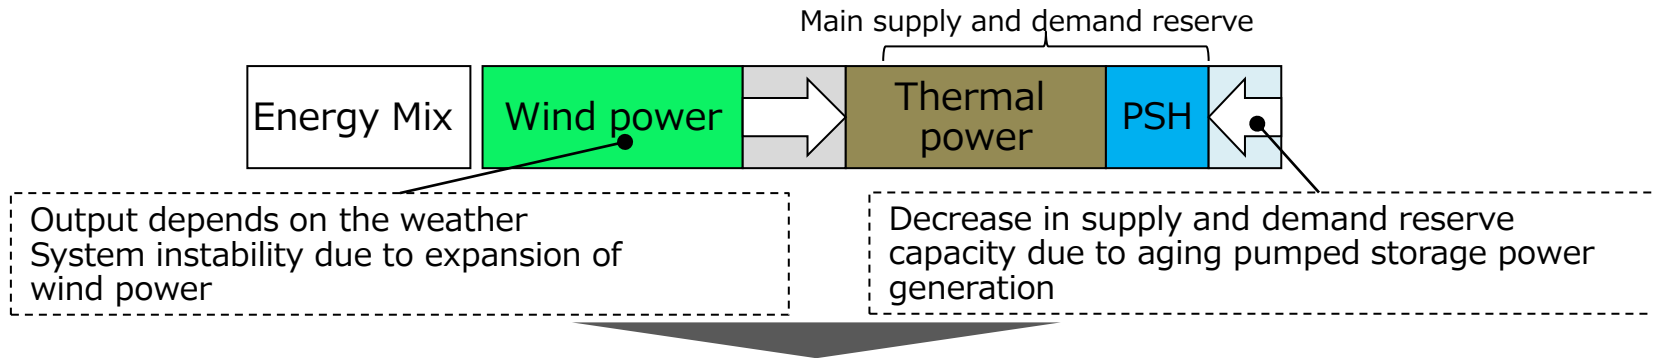 Main supply and demand reserve
Energy Mix
Wind power
Thermal
power
PSH
Output depends on the weather
System instability due to expansion of
wind power
Decrease in supply and demand reserve
capacity due to aging pumped storage power
generation